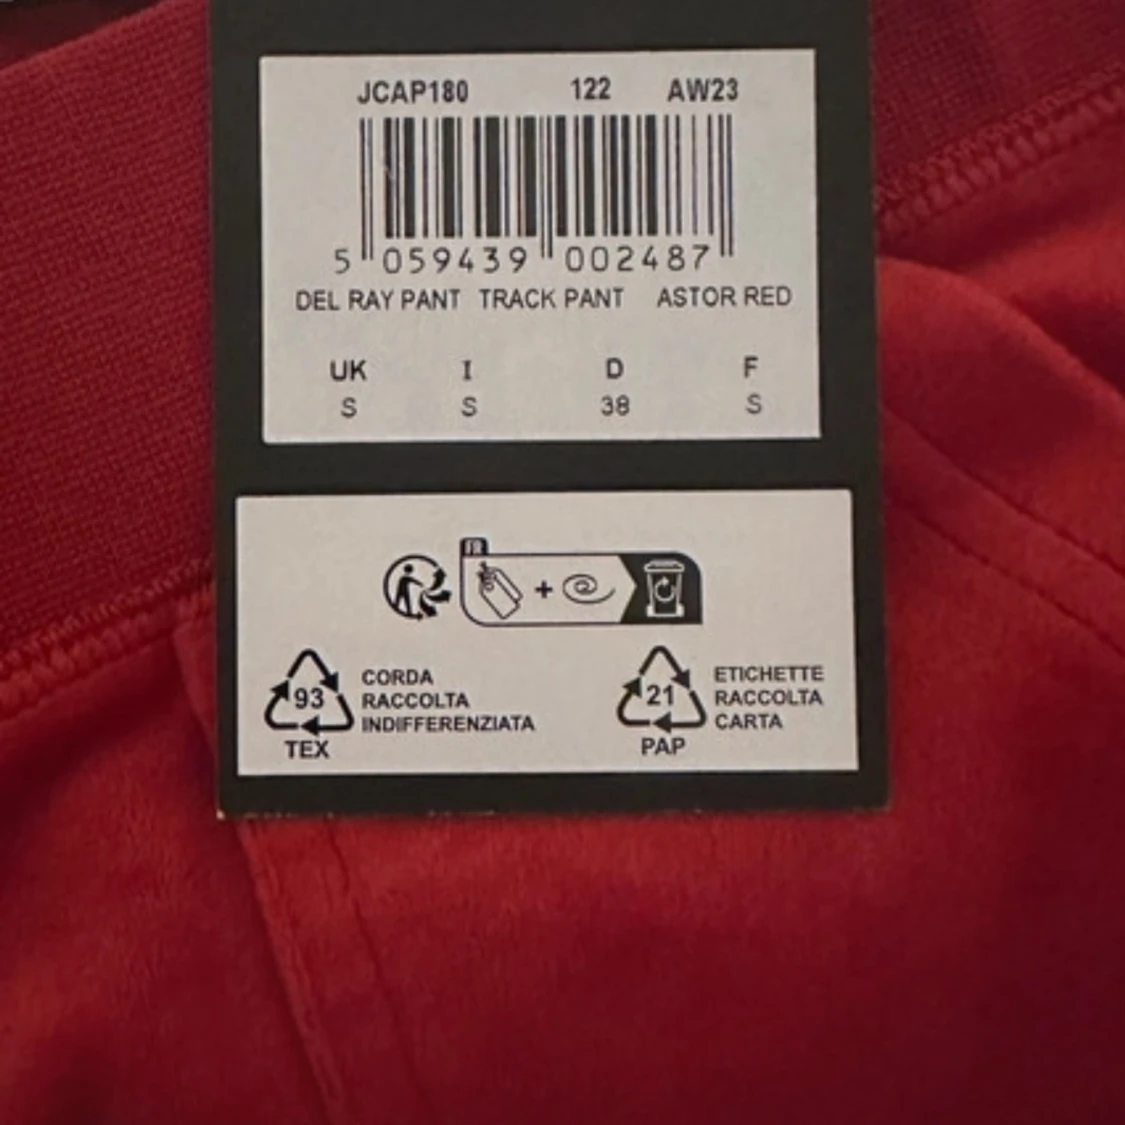 JCAP180 122 AW23
5 059439 002487
DEL RAY PANT TRACK PANT ASTOR RED
UK I D F
S S 38 S
FR
+
93 CORDA RACCOLTA INDIFFERENZIATA
TEX
21 ETICHETTE RACCOLTA CARTA
PAP